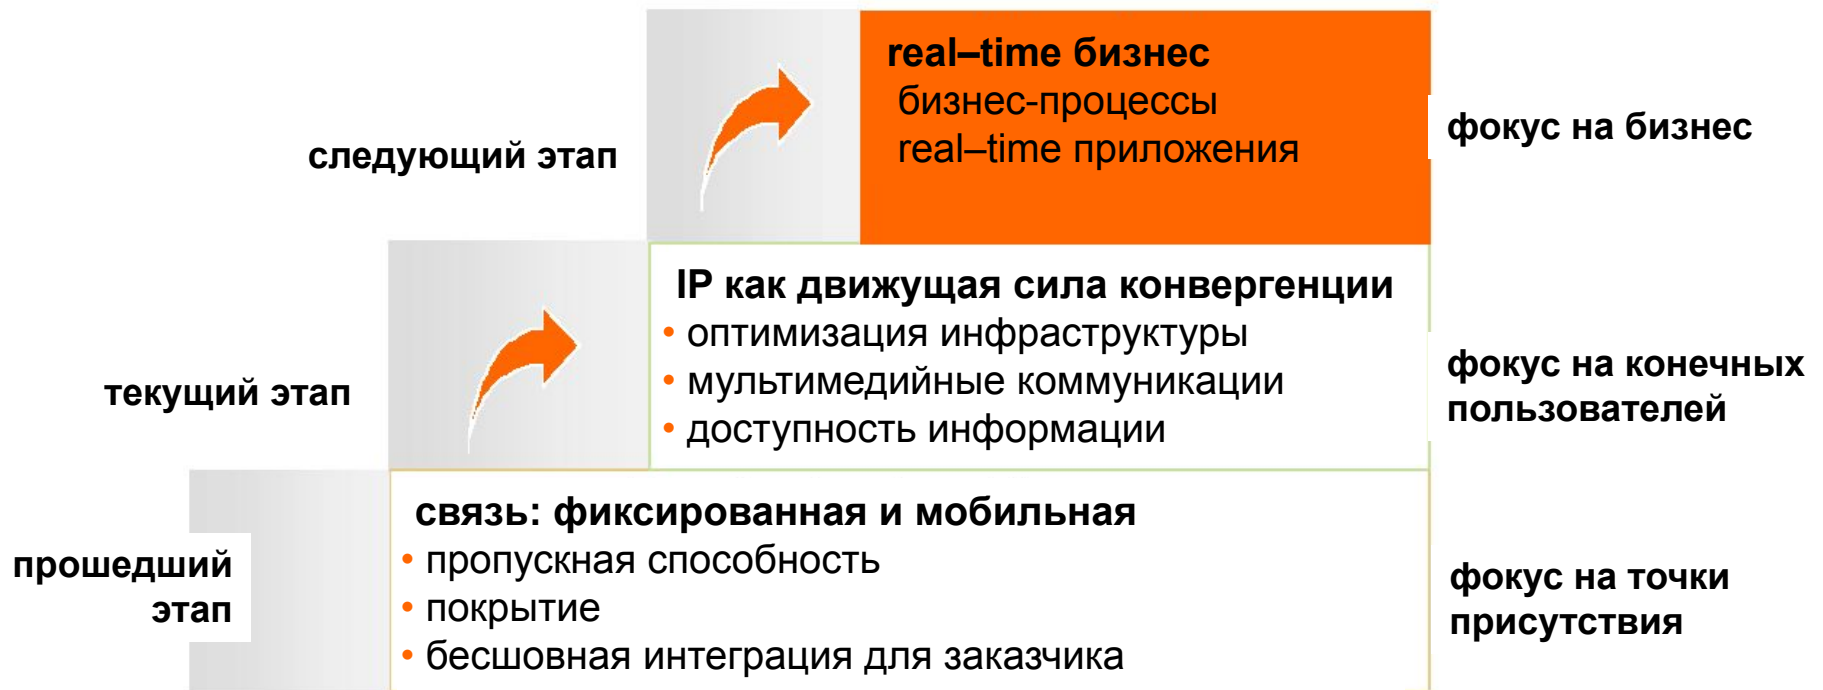 real–time бизнес
бизнес-процессы
real–time приложения
следующий этап
фокус на бизнес
IP как движущая сила конвергенции
• оптимизация инфраструктуры
• мультимедийные коммуникации
• доступность информации
текущий этап
фокус на конечных
пользователей
связь: фиксированная и мобильная
• пропускная способность
• покрытие
• бесшовная интеграция для заказчика
прошедший
этап
фокус на точки
присутствия